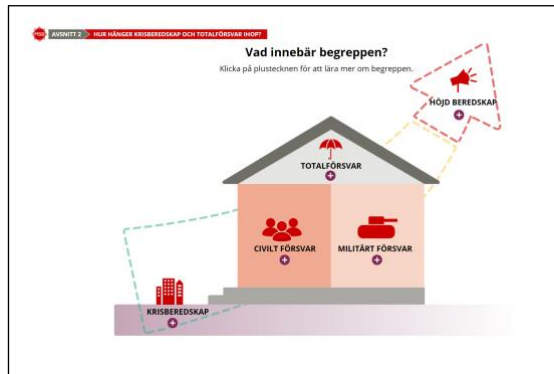 MSB AVSNITT 2 HUR HÄNGER KRISBEREDSKAP OCH TOTALFÖRSVAR IHOP?
Vad innebär begreppen?
Klicka på plustecknen för att lära mer om begreppen.
HÖJD BEREDSKAP
TOTALFÖRSVAR
CIVILT FÖRSVAR
MILITÄRT FÖRSVAR
KRISBEREDSKAP